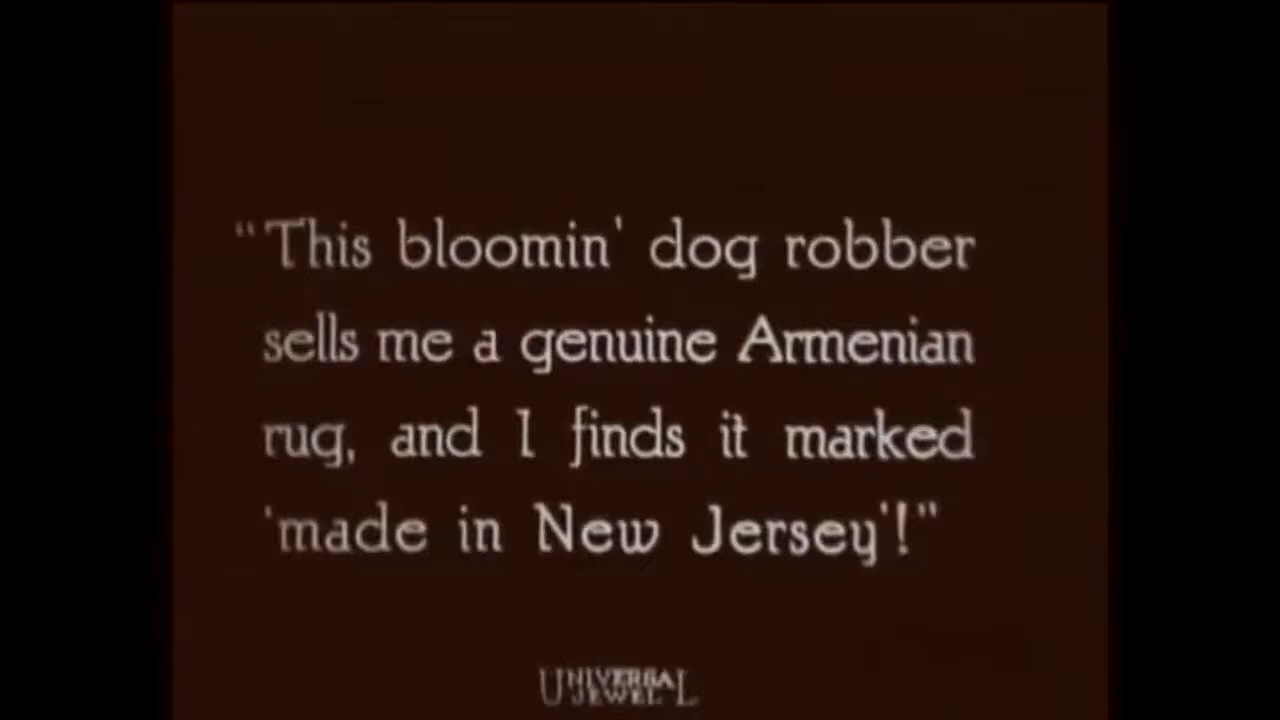 "This bloomin' dog robber
sells me a genuine Armenian
rug, and I finds it marked
'made in New Jersey'!"
UNIVERSAL
JEWEL